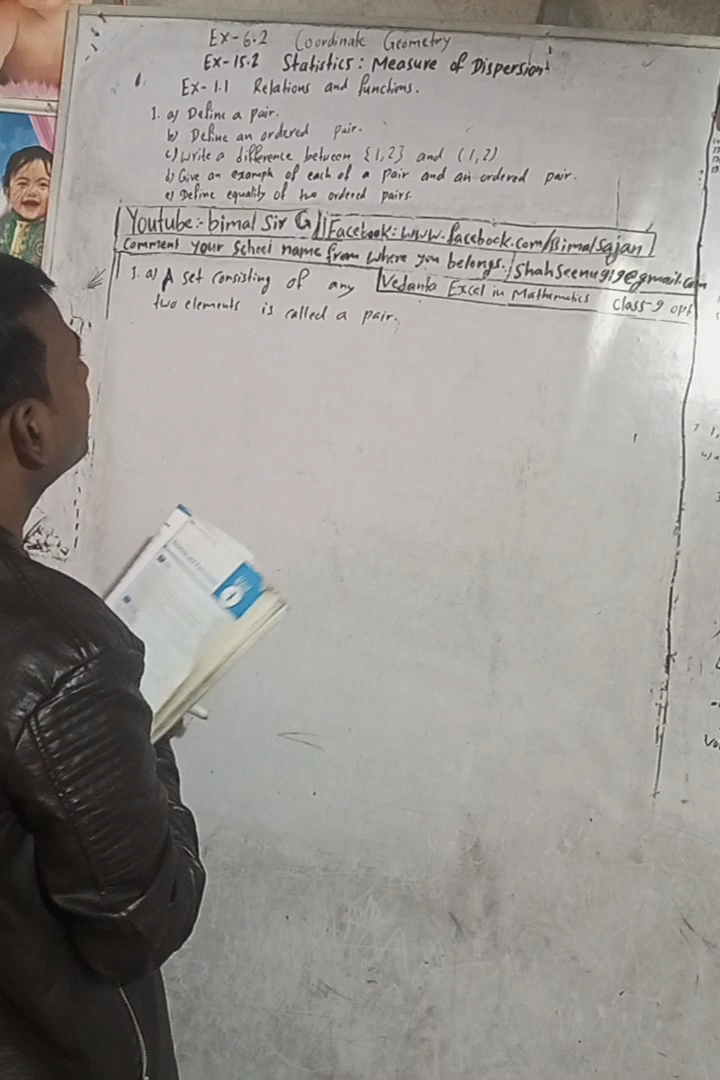 Ex-6.2 Coordinate Geometry
Ex-15.2 Statistics: Measure of Dispersion
Ex-1.1 Relations and functions.
1. a) Define a pair.
b) Define an ordered pair.
c) Write a difference between {1,2} and (1,2)
d) Give an example of each of a pair and an ordered pair.
e) Define equality of two ordered pairs.
Youtube:- bimal Sir G || Facebook: www.facebook.com/Bimalsajan
Comment your School name from where you belongs. / shahseenu919@gmail.com
Vedanta Excel in Mathematics class-9 opt
1. a) A set consisting of any
two elements is called a pair.